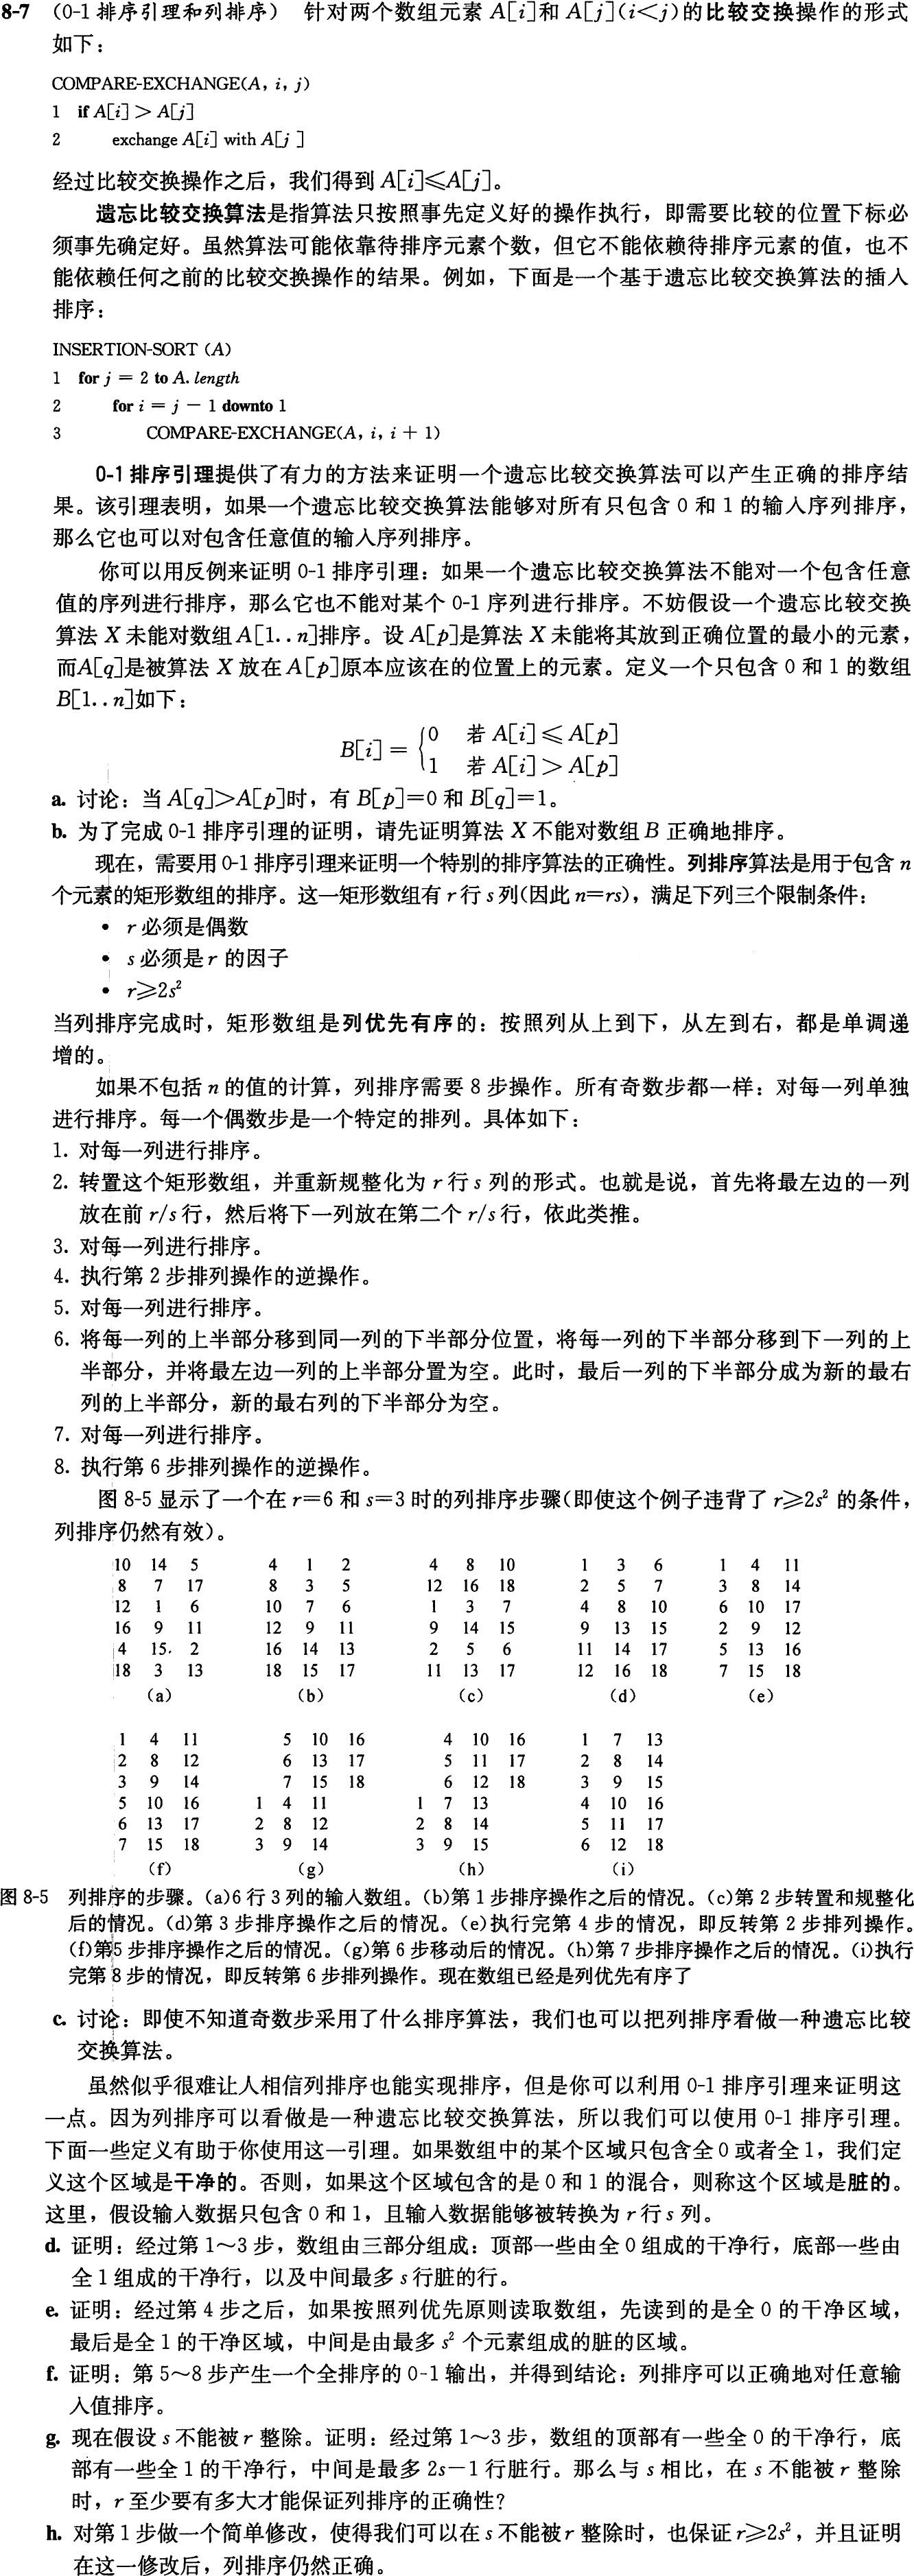 8-7 (0-1排序引理和列排序) 针对两个数组元素A[i]和A[j](i<j)的比较交换操作的形式
如下:
COMPARE-EXCHANGE(A, i, j)
1 if A[i] > A[j]
2 exchange A[i] with A[j]
经过比较交换操作之后,我们得到A[i]≤A[j]。
遗忘比较交换算法是指算法只按照事先定义好的操作执行,即需要比较的位置下标必
须事先确定好。虽然算法可能依靠待排序元素个数,但它不能依赖待排序元素的值,也不
能依赖任何之前的比较交换操作的结果。例如,下面是一个基于遗忘比较交换算法的插入
排序:
INSERTION-SORT (A)
1 for j = 2 to A. length
2 for i = j - 1 downto 1
3 COMPARE-EXCHANGE(A, i, i + 1)
0-1排序引理提供了有力的方法来证明一个遗忘比较交换算法可以产生正确的排序结
果。该引理表明,如果一个遗忘比较交换算法能够对所有只包含0和1的输入序列排序,
那么它也可以对包含任意值的输入序列排序。
你可以用反例来证明0-1排序引理:如果一个遗忘比较交换算法不能对一个包含任意
值的序列进行排序,那么它也不能对某个0-1序列进行排序。不妨假设一个遗忘比较交换
算法X未能对数组A[1..n]排序。设A[p]是算法X未能将其放到正确位置的最小的元素,
而A[q]是被算法X放在A[p]原本应该在的位置上的元素。定义一个只包含0和1的数组
B[1..n]如下:
B[i] = {0 若A[i]≤A[p]
1 若A[i]>A[p]
a. 讨论:当A[q]>A[p]时,有B[p]=0和B[q]=1。
b. 为了完成0-1排序引理的证明,请先证明算法X不能对数组B正确地排序。
现在,需要用0-1排序引理来证明一个特别的排序算法的正确性。列排序算法是用于包含n
个元素的矩形数组的排序。这一矩形数组有r行s列(因此n=rs),满足下列三个限制条件:
• r必须是偶数
• s必须是r的因子
• r≥2s²
当列排序完成时,矩形数组是列优先有序的:按照列从上到下,从左到右,都是单调递
增的。
如果不包括n的值的计算,列排序需要8步操作。所有奇数步都一样:对每一列单独
进行排序。每一个偶数步是一个特定的排列。具体如下:
1. 对每一列进行排序。
2. 转置这个矩形数组,并重新规整化为r行s列的形式。也就是说,首先将最左边的一列
放在前r/s行,然后将下一列放在第二个r/s行,依此类推。
3. 对每一列进行排序。
4. 执行第2步排列操作的逆操作。
5. 对每一列进行排序。
6. 将每一列的上半部分移到同一列的下半部分位置,将每一列的下半部分移到下一列的上
半部分,并将最左边一列的上半部分置为空。此时,最后一列的下半部分成为新的最右
列的上半部分,新的最右列的下半部分为空。
7. 对每一列进行排序。
8. 执行第6步排列操作的逆操作。
图8-5显示了一个在r=6和s=3时的列排序步骤(即使这个例子违背了r≥2s²的条件,
列排序仍然有效)。
10 14 5 4 1 2 4 8 10 1 3 6 1 4 11
8 7 17 8 3 5 12 16 18 2 5 7 3 8 14
12 1 6 10 7 6 1 3 7 4 8 10 6 10 17
16 9 11 12 9 11 9 14 15 9 13 15 2 9 12
4 15 2 16 14 13 2 5 6 11 14 17 5 13 16
18 3 13 18 15 17 11 13 17 12 16 18 7 15 18
(a) (b) (c) (d) (e)
1 4 11 5 10 16 4 10 16 1 7 13
2 8 12 6 13 17 5 11 17 2 8 14
3 9 14 7 15 18 6 12 18 3 9 15
5 10 16 1 4 11 1 7 13 4 10 16
6 13 17 2 8 12 2 8 14 5 11 17
7 15 18 3 9 14 3 9 15 6 12 18
(f) (g) (h) (i)
图8-5 列排序的步骤。(a)6行3列的输入数组。(b)第1步排序操作之后的情况。(c)第2步转置和规整化
后的情况。(d)第3步排序操作之后的情况。(e)执行完第4步的情况,即反转第2步排列操作。
(f)第5步排序操作之后的情况。(g)第6步移动后的情况。(h)第7步排序操作之后的情况。(i)执行
完第8步的情况,即反转第6步排列操作。现在数组已经是列优先有序了
c. 讨论:即使不知道奇数步采用了什么排序算法,我们也可以把列排序看做一种遗忘比较
交换算法。
虽然似乎很难让人相信列排序也能实现排序,但是你可以利用0-1排序引理来证明这
一点。因为列排序可以看做是一种遗忘比较交换算法,所以我们可以使用0-1排序引理。
下面一些定义有助于你使用这一引理。如果数组中的某个区域只包含全0或者全1,我们定
义这个区域是干净的。否则,如果这个区域包含的是0和1的混合,则称这个区域是脏的。
这里,假设输入数据只包含0和1,且输入数据能够被转换为r行s列。
d. 证明:经过第1~3步,数组由三部分组成:顶部一些由全0组成的干净行,底部一些由
全1组成的干净行,以及中间最多s行脏的行。
e. 证明:经过第4步之后,如果按照列优先原则读取数组,先读到的是全0的干净区域,
最后是全1的干净区域,中间是由最多s²个元素组成的脏的区域。
f. 证明:第5~8步产生一个全排序的0-1输出,并得到结论:列排序可以正确地对任意输
入值排序。
g. 现在假设s不能被r整除。证明:经过第1~3步,数组的顶部有一些全0的干净行,底
部有一些全1的干净行,中间是最多2s-1行脏行。那么与s相比,在s不能被r整除
时,r至少要有多大才能保证列排序的正确性?
h. 对第1步做一个简单修改,使得我们可以在s不能被r整除时,也保证r≥2s²,并且证明
在这一修改后,列排序仍然正确。